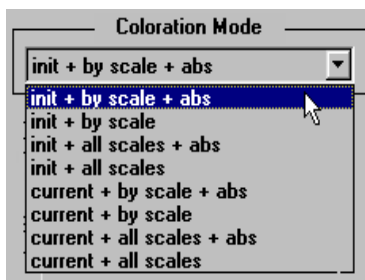 Coloration Mode
init + by scale + abs
init + by scale + abs
init + by scale
init + all scales + abs
init + all scales
current + by scale + abs
current + by scale
current + all scales + abs
current + all scales